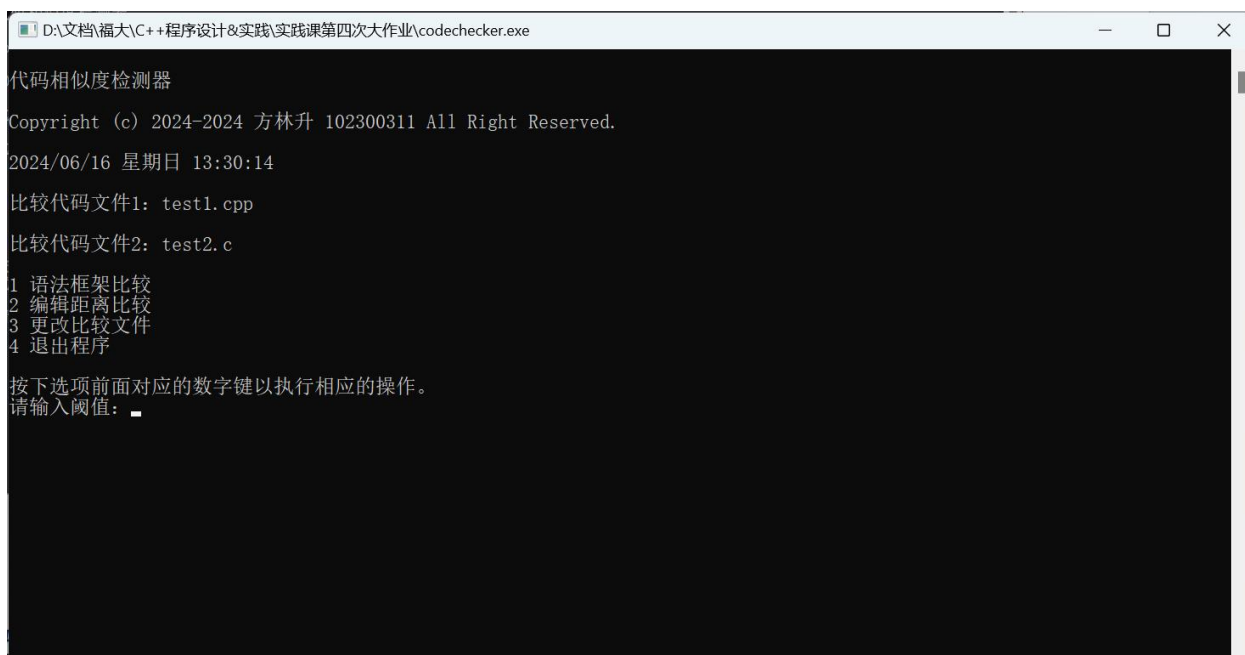 D:\文档\福大\C++程序设计&实践\实践课第四次大作业\codechecker.exe
代码相似度检测器
Copyright (c) 2024-2024 方林升 102300311 All Right Reserved.
2024/06/16 星期日 13:30:14
比较代码文件1: test1.cpp
比较代码文件2: test2.c
1 语法框架比较
2 编辑距离比较
3 更改比较文件
4 退出程序
按下选项前面对应的数字键以执行相应的操作。
请输入阈值: